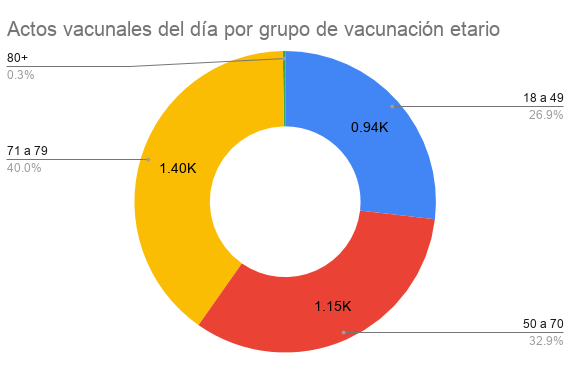 Actos vacunales del día por grupo de vacunación etario
80+
0.3%
18 a 49
26.9%
0.94K
71 a 79
40.0%
1.40K
1.15K
50 a 70
32.9%